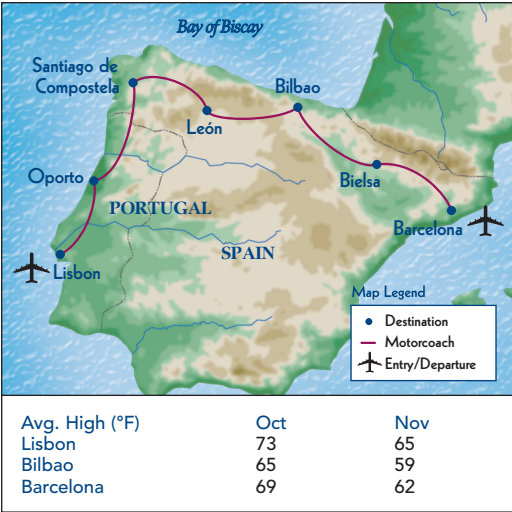 Bay of Biscay
Santiago de
Compostela
Bilbao
León
Oporto
Bielsa
PORTUGAL
Barcelona
SPAIN
Lisbon
Map Legend
Destination
Motorcoach
Entry/Departure
Avg. High (°F) Oct Nov
Lisbon 73 65
Bilbao 65 59
Barcelona 69 62